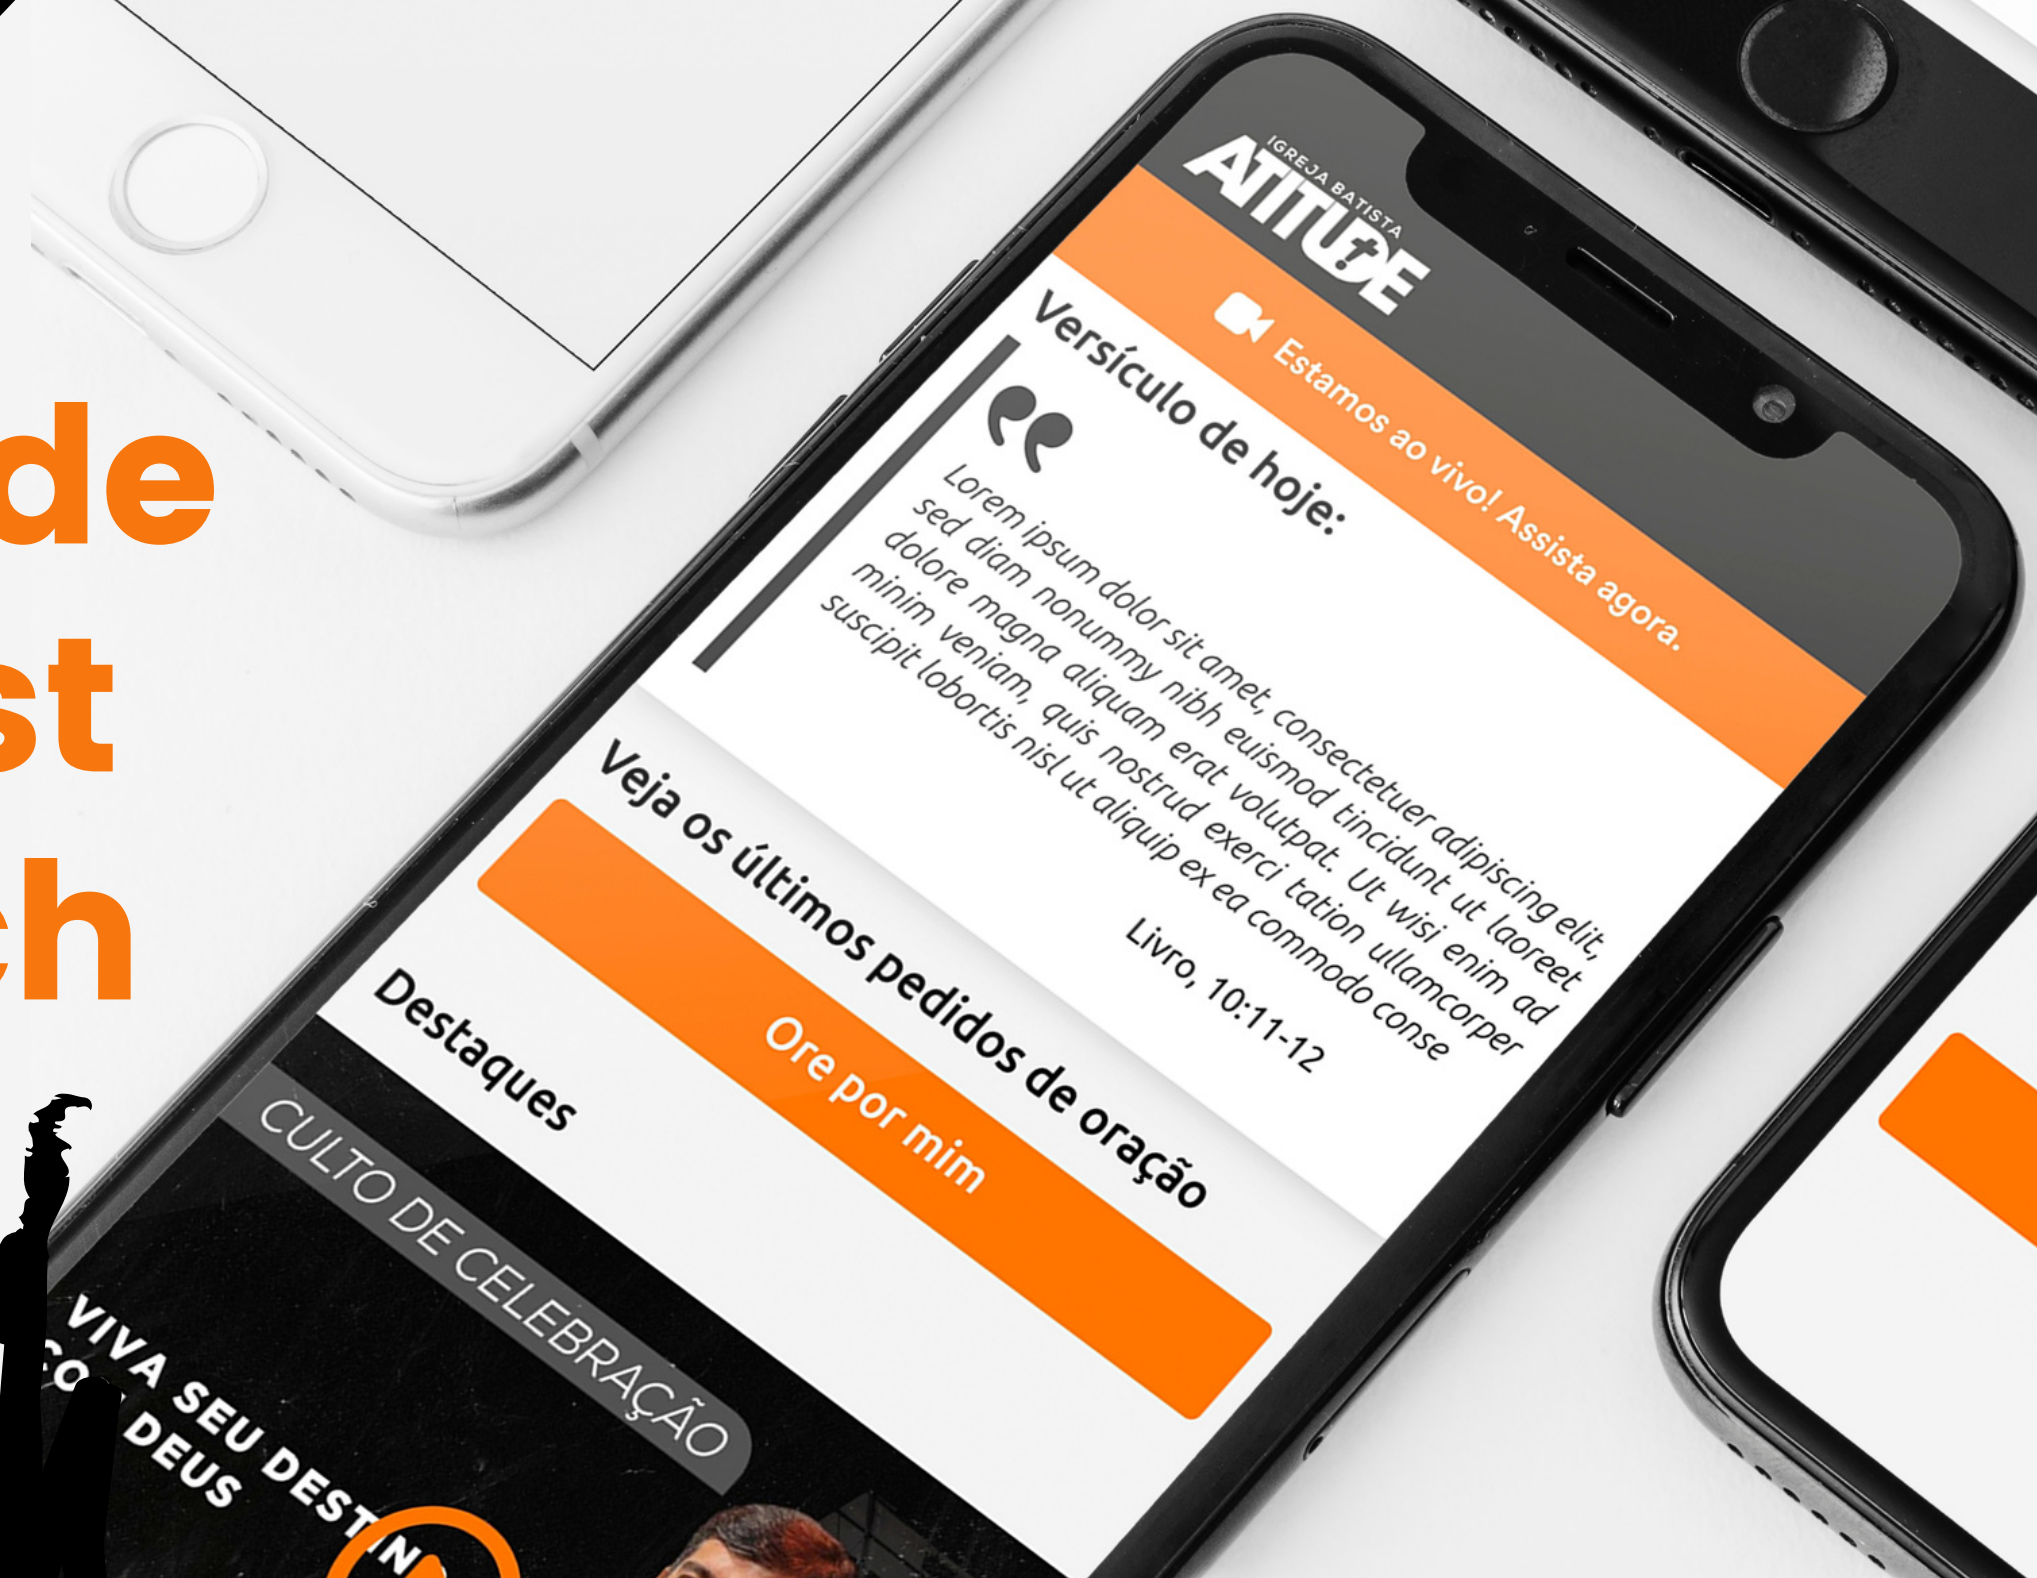 de
st
ch
IGREJA BATISTA
ATITUDE
Estamos ao vivo! Assista agora.
Versículo de hoje:
Lorem ipsum dolor sit amet, consectetuer adipiscing elit,
sed diam nonummy nibh euismod tincidunt ut laoreet
dolore magna aliquam erat volutpat. Ut wisi enim ad
minim veniam, quis nostrud exerci tation ullamcorper
suscipit lobortis nisl ut aliquip ex ea commodo conse
Livro, 10:11-12
Veja os últimos pedidos de oração
Ore por mim
Destaques
CULTO DE CELEBRAÇÃO
VIVA SEU DESTINO
DEUS